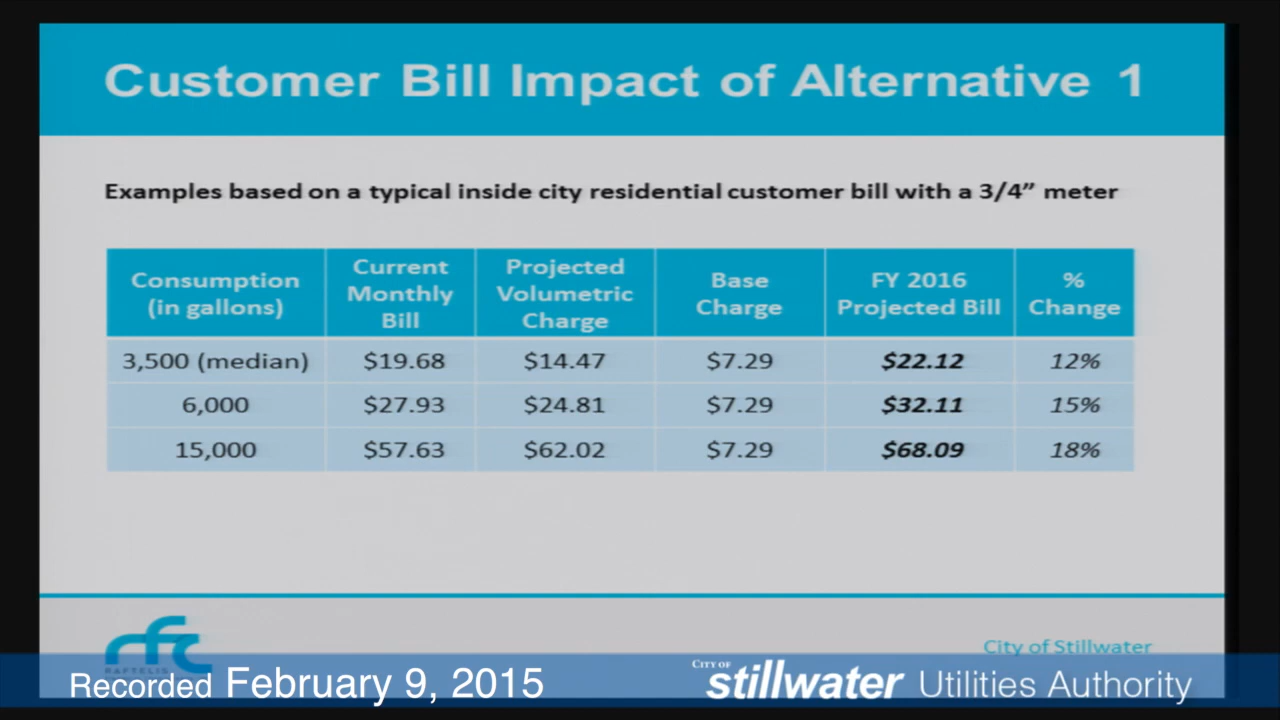 Customer Bill Impact of Alternative 1
Examples based on a typical inside city residential customer bill with a 3/4” meter
Consumption (in gallons) Current Monthly Bill Projected Volumetric Charge Base Charge FY 2016 Projected Bill % Change
3,500 (median) $19.68 $14.47 $7.29 $22.12 12%
6,000 $27.93 $24.81 $7.29 $32.11 15%
15,000 $57.63 $62.02 $7.29 $68.09 18%
rfc
RAFTELIS
City of Stillwater
Recorded February 9, 2015
CITY OF stillwater Utilities Authority